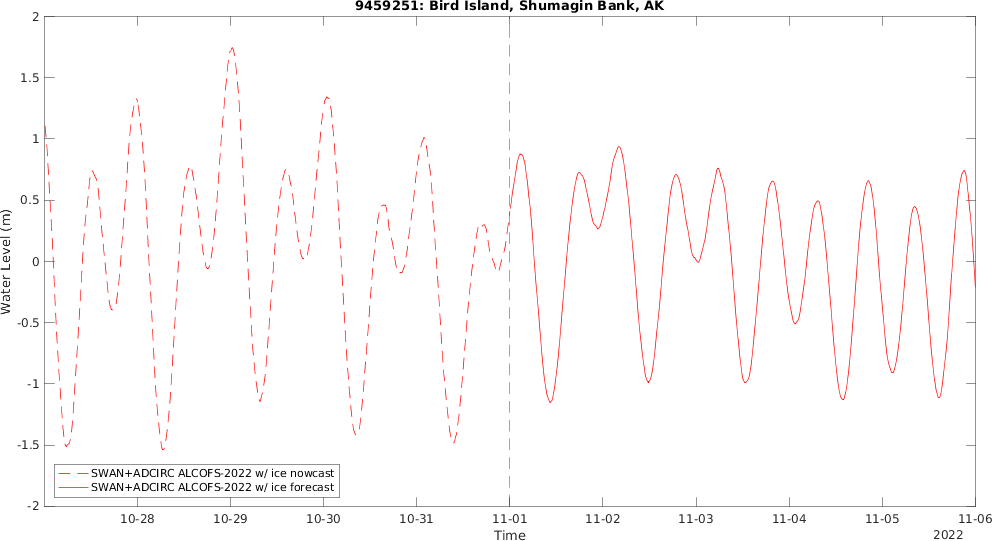 9459251: Bird Island, Shumagin Bank, AK
2
1.5
1
0.5
0
-0.5
-1
-1.5
-2
Water Level (m)
SWAN+ADCIRC ALCOFS-2022 w/ ice nowcast
SWAN+ADCIRC ALCOFS-2022 w/ ice forecast
10-28 10-29 10-30 10-31 11-01 11-02 11-03 11-04 11-05 11-06
Time
2022